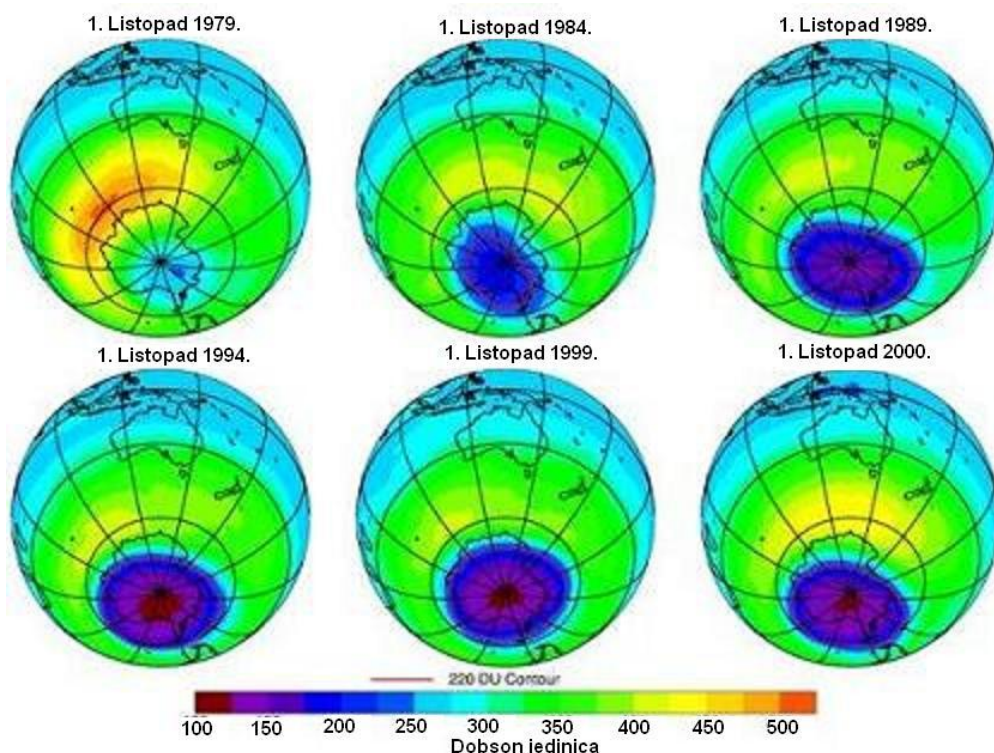 1. Listopad 1979.
1. Listopad 1984.
1. Listopad 1989.
1. Listopad 1994.
1. Listopad 1999.
1. Listopad 2000.
220 DU Contour
100 150 200 250 300 350 400 450 500
Dobson jedinica